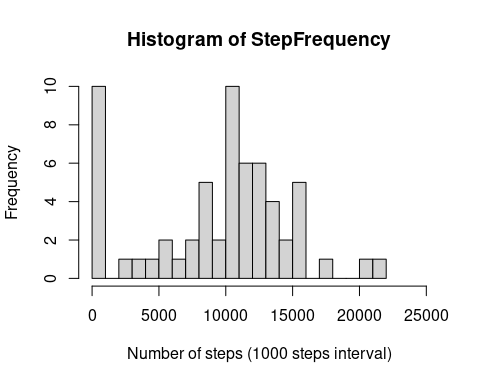 Histogram of StepFrequency
Frequency
10
8
6
4
2
0
0 5000 10000 15000 20000 25000
Number of steps (1000 steps interval)